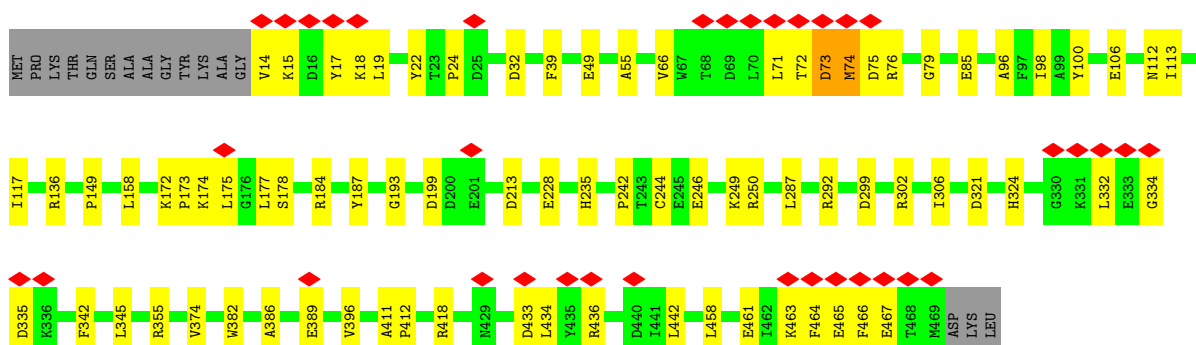 MET PRO LYS THR GLN SER ALA ALA GLY TYR LYS ALA GLY V14 K15 D16 Y17 K18 L19 Y22 T23 P24 D25 D32 F39 E49 A55 V66 W67 T68 D69 L70 L71 T72 D73 M74 D75 R76 G79 E85 A96 F97 I98 A99 Y100 E106 N112 I113
I117 R136 P149 L158 K172 P173 K174 L175 G176 L177 S178 R184 Y187 G193 D199 D200 E201 D213 E228 H235 P242 T243 C244 E245 E246 K249 R250 L287 R292 D299 R302 I306 D321 H324 G330 K331 L332 E333 G334
D335 K336 F342 L345 R355 V374 W382 A386 E389 V396 A411 P412 R418 N429 D433 L434 Y435 R436 D440 I441 L442 L458 E461 I462 K463 F464 E465 F466 E467 T468 M469 ASP LYS LEU